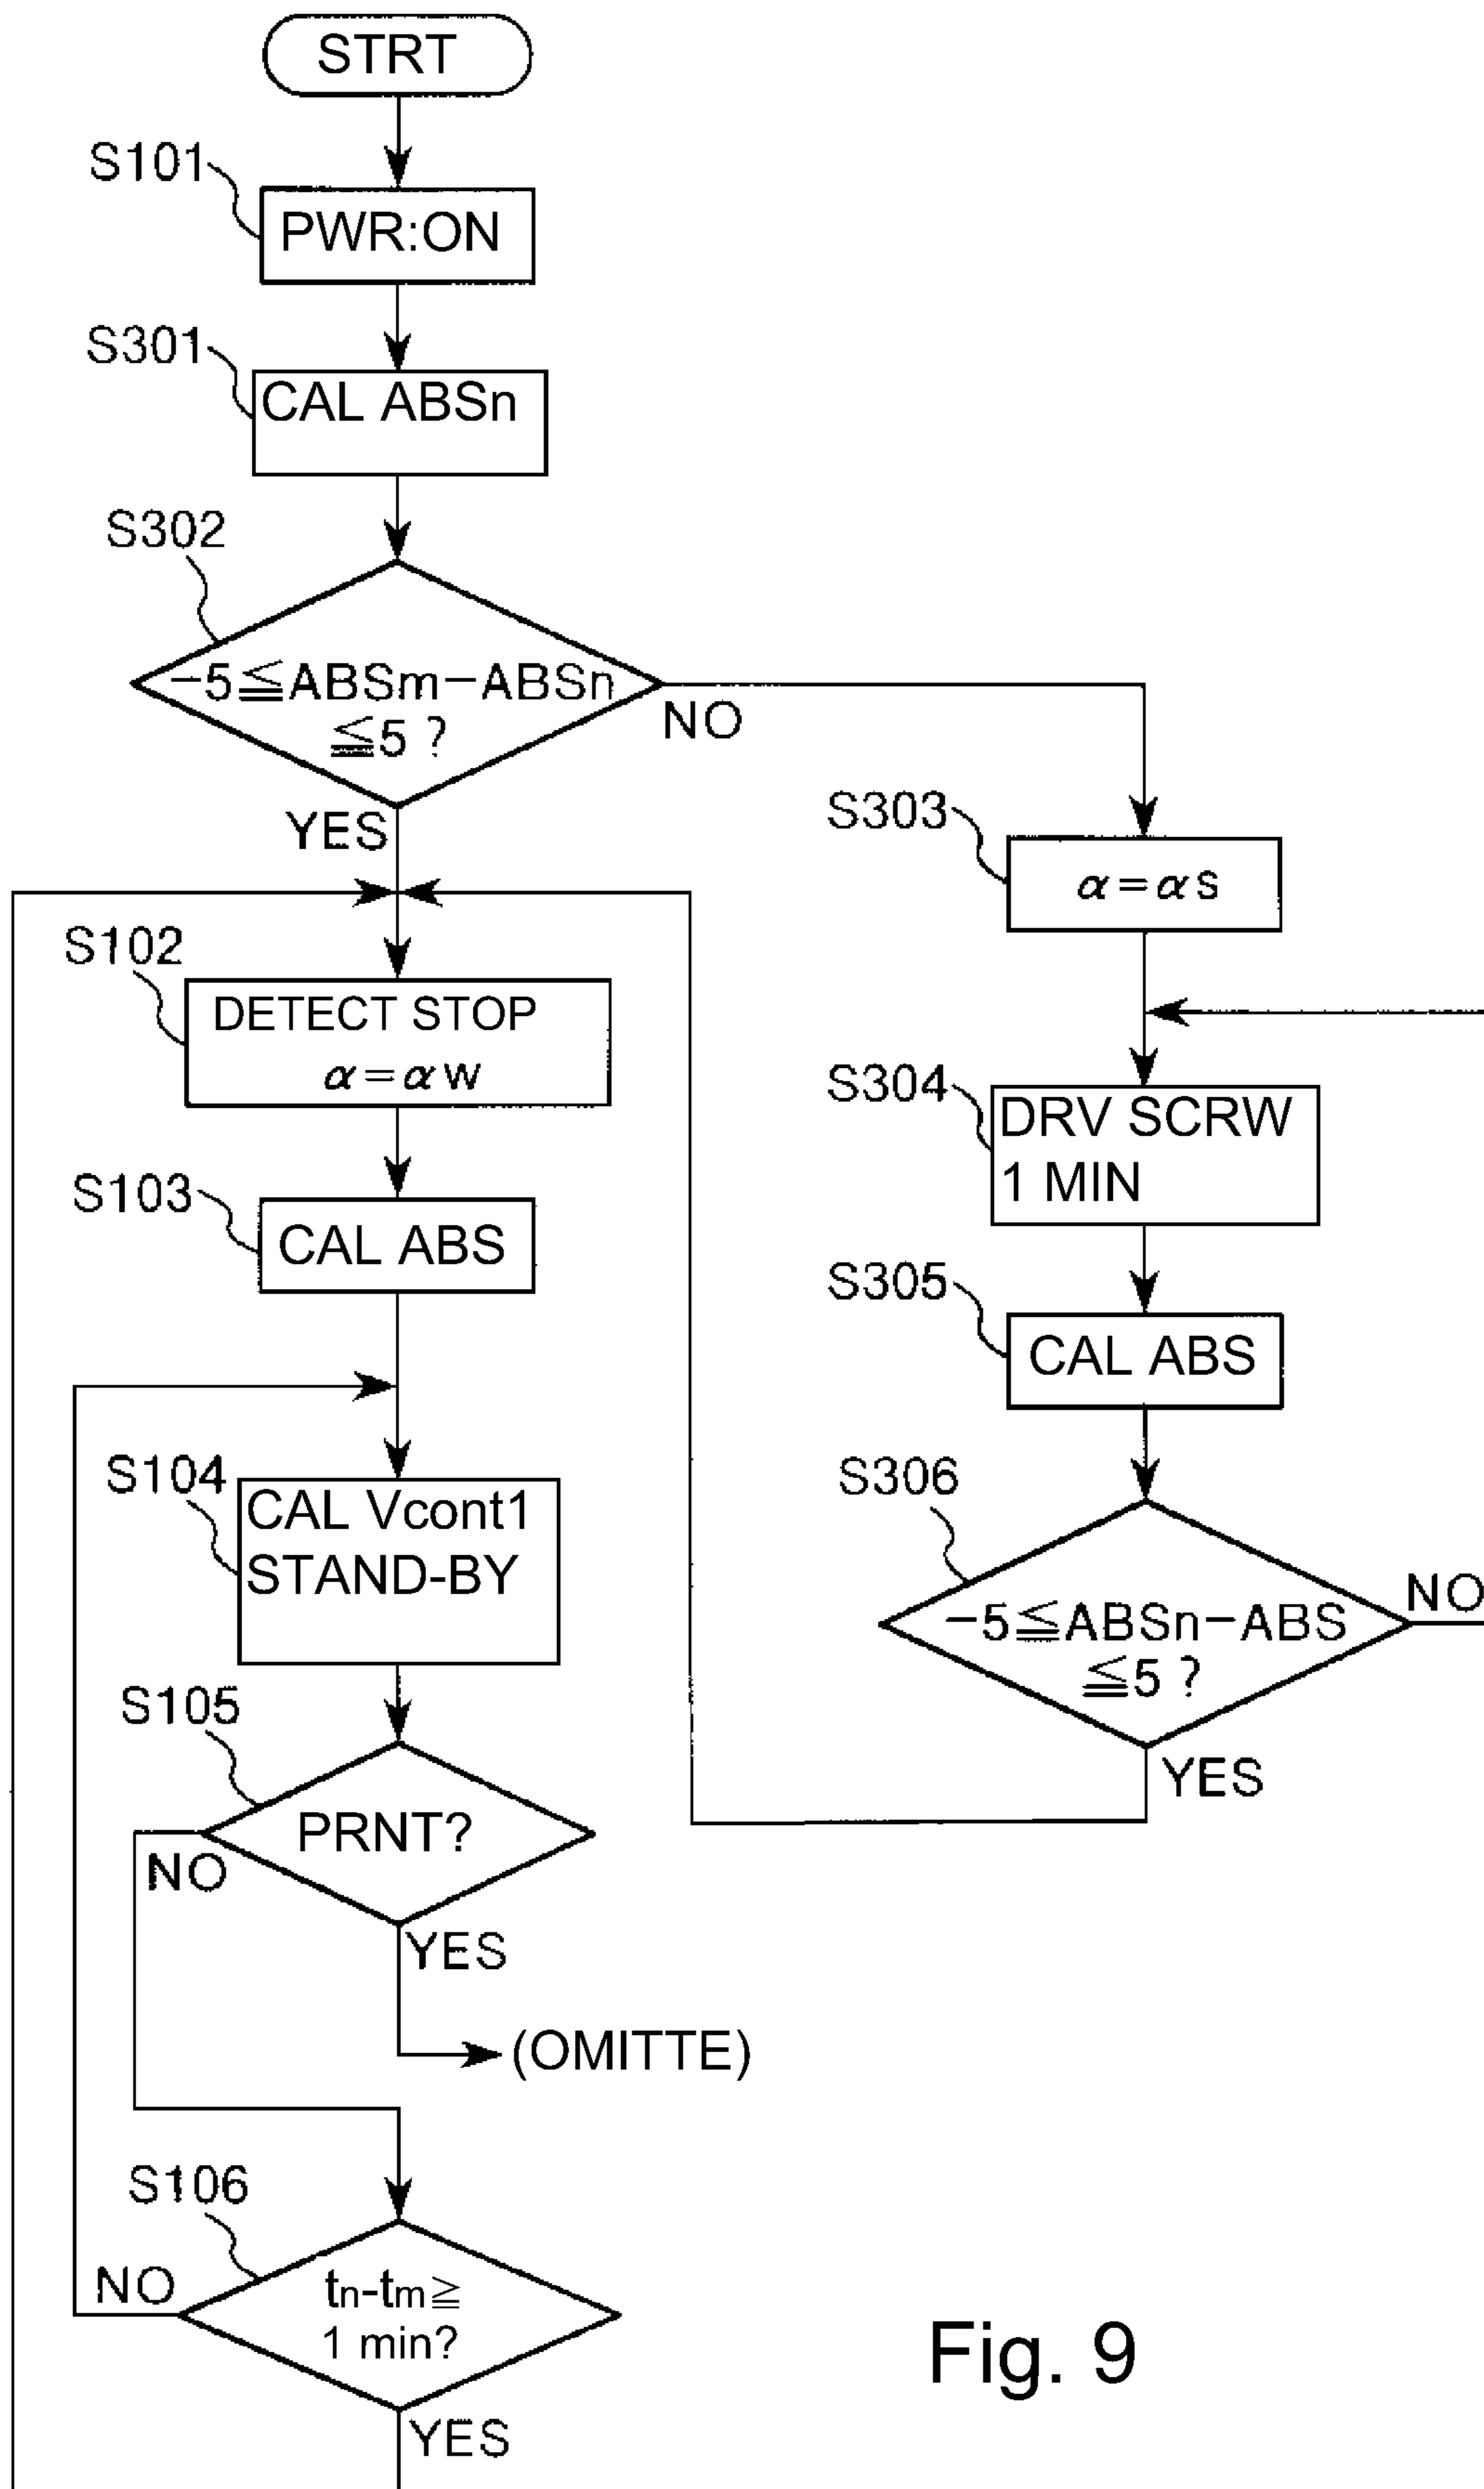 STRT
S101
PWR:ON
S301
CAL ABSn
S302
−5≦ABSm−ABSn
≦5 ?
NO
YES
S303
α=αs
S102
DETECT STOP
α=αw
S304
DRV SCRW
1 MIN
S103
CAL ABS
S305
CAL ABS
S104
CAL Vcont1
STAND-BY
S306
−5≦ABSn−ABS
≦5 ?
NO
YES
S105
PRNT?
NO
YES
(OMITTE)
S106
tn-tm≧
1 min?
NO
YES
Fig. 9